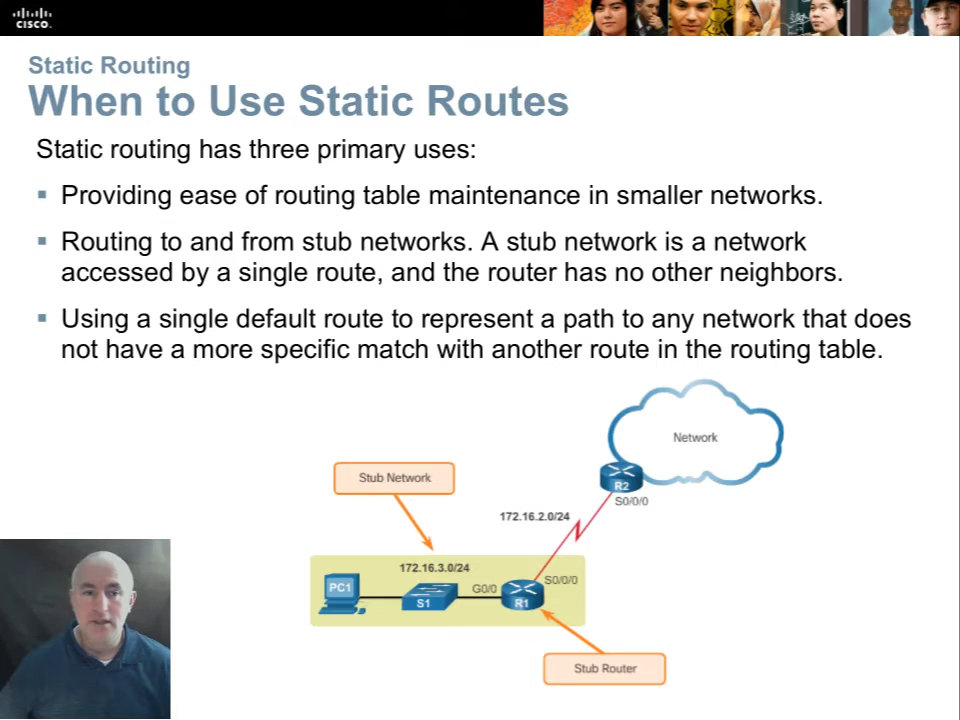 CISCO
Static Routing
When to Use Static Routes
Static routing has three primary uses:
Providing ease of routing table maintenance in smaller networks.
Routing to and from stub networks. A stub network is a network
accessed by a single route, and the router has no other neighbors.
Using a single default route to represent a path to any network that does
not have a more specific match with another route in the routing table.
Network
Stub Network
R2
S0/0/0
172.16.2.0/24
172.16.3.0/24
S0/0/0
PC1
G0/0
S1
R1
Stub Router